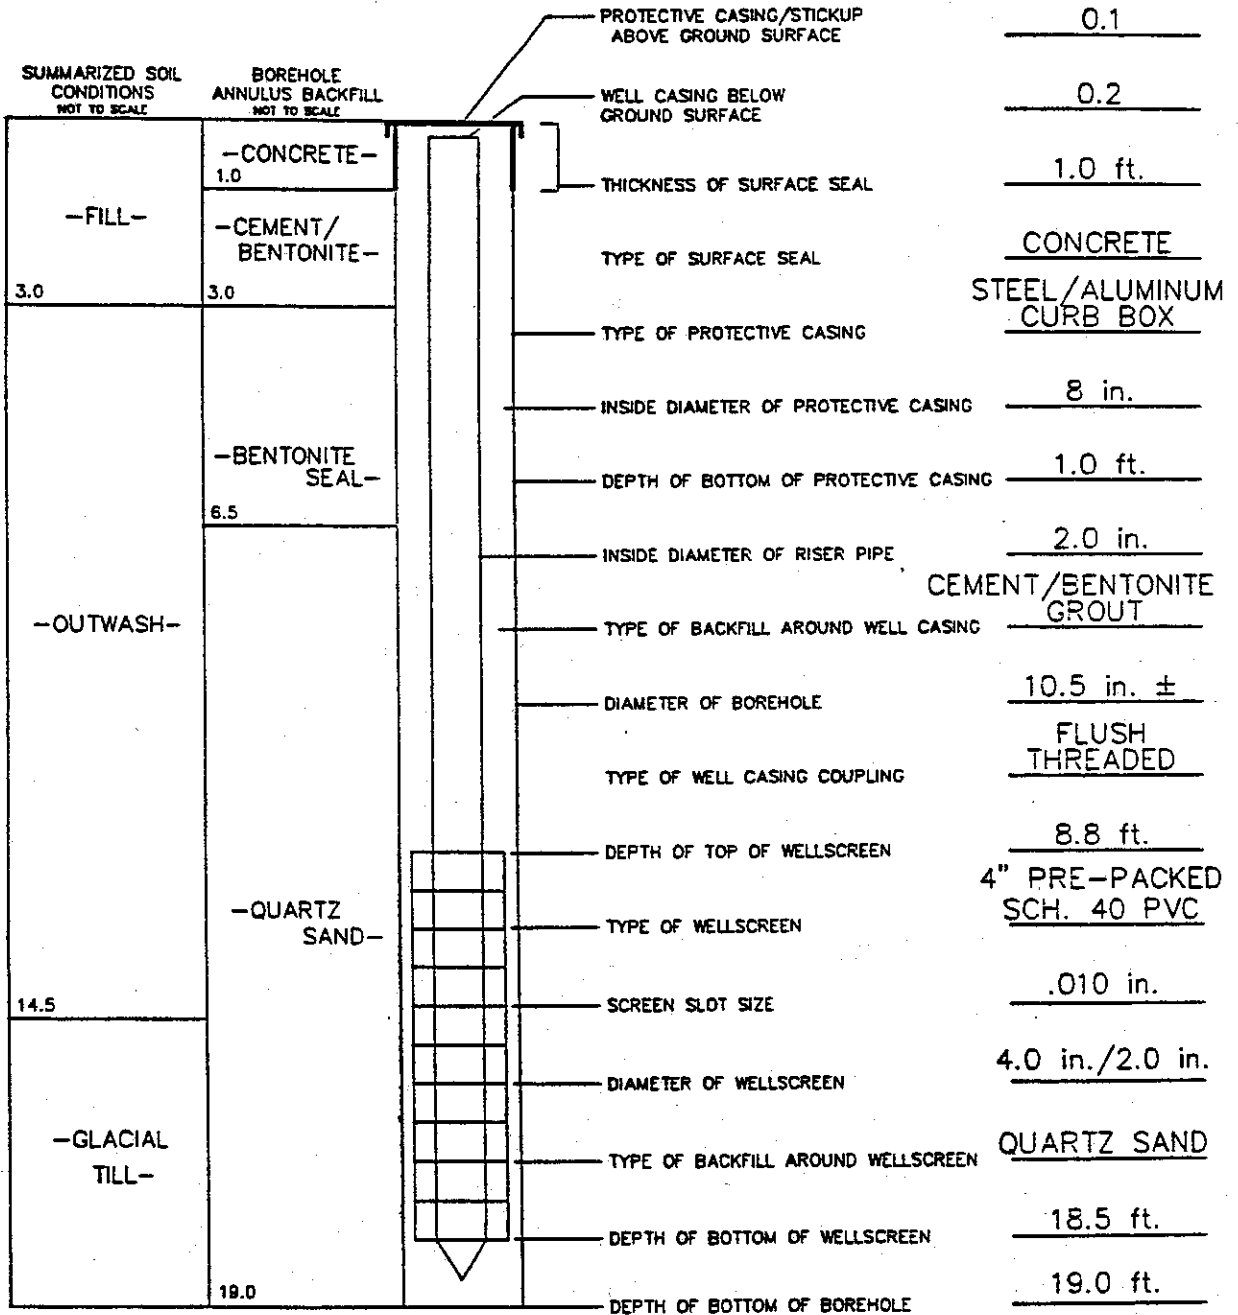 PROTECTIVE CASING/STICKUP
ABOVE GROUND SURFACE
0.1
SUMMARIZED SOIL
CONDITIONS
NOT TO SCALE
BOREHOLE
ANNULUS BACKFILL
NOT TO SCALE
WELL CASING BELOW
GROUND SURFACE
0.2
-CONCRETE-
1.0
THICKNESS OF SURFACE SEAL
1.0 ft.
-FILL-
-CEMENT/
BENTONITE-
TYPE OF SURFACE SEAL
CONCRETE
3.0
3.0
STEEL/ALUMINUM
CURB BOX
TYPE OF PROTECTIVE CASING
INSIDE DIAMETER OF PROTECTIVE CASING
8 in.
-BENTONITE
SEAL-
DEPTH OF BOTTOM OF PROTECTIVE CASING
1.0 ft.
6.5
INSIDE DIAMETER OF RISER PIPE
2.0 in.
-OUTWASH-
CEMENT/BENTONITE
GROUT
TYPE OF BACKFILL AROUND WELL CASING
DIAMETER OF BOREHOLE
10.5 in. ±
FLUSH
THREADED
TYPE OF WELL CASING COUPLING
DEPTH OF TOP OF WELLSCREEN
8.8 ft.
-QUARTZ
SAND-
4" PRE-PACKED
SCH. 40 PVC
TYPE OF WELLSCREEN
14.5
SCREEN SLOT SIZE
.010 in.
DIAMETER OF WELLSCREEN
4.0 in./2.0 in.
-GLACIAL
TILL-
TYPE OF BACKFILL AROUND WELLSCREEN
QUARTZ SAND
DEPTH OF BOTTOM OF WELLSCREEN
18.5 ft.
19.0
DEPTH OF BOTTOM OF BOREHOLE
19.0 ft.